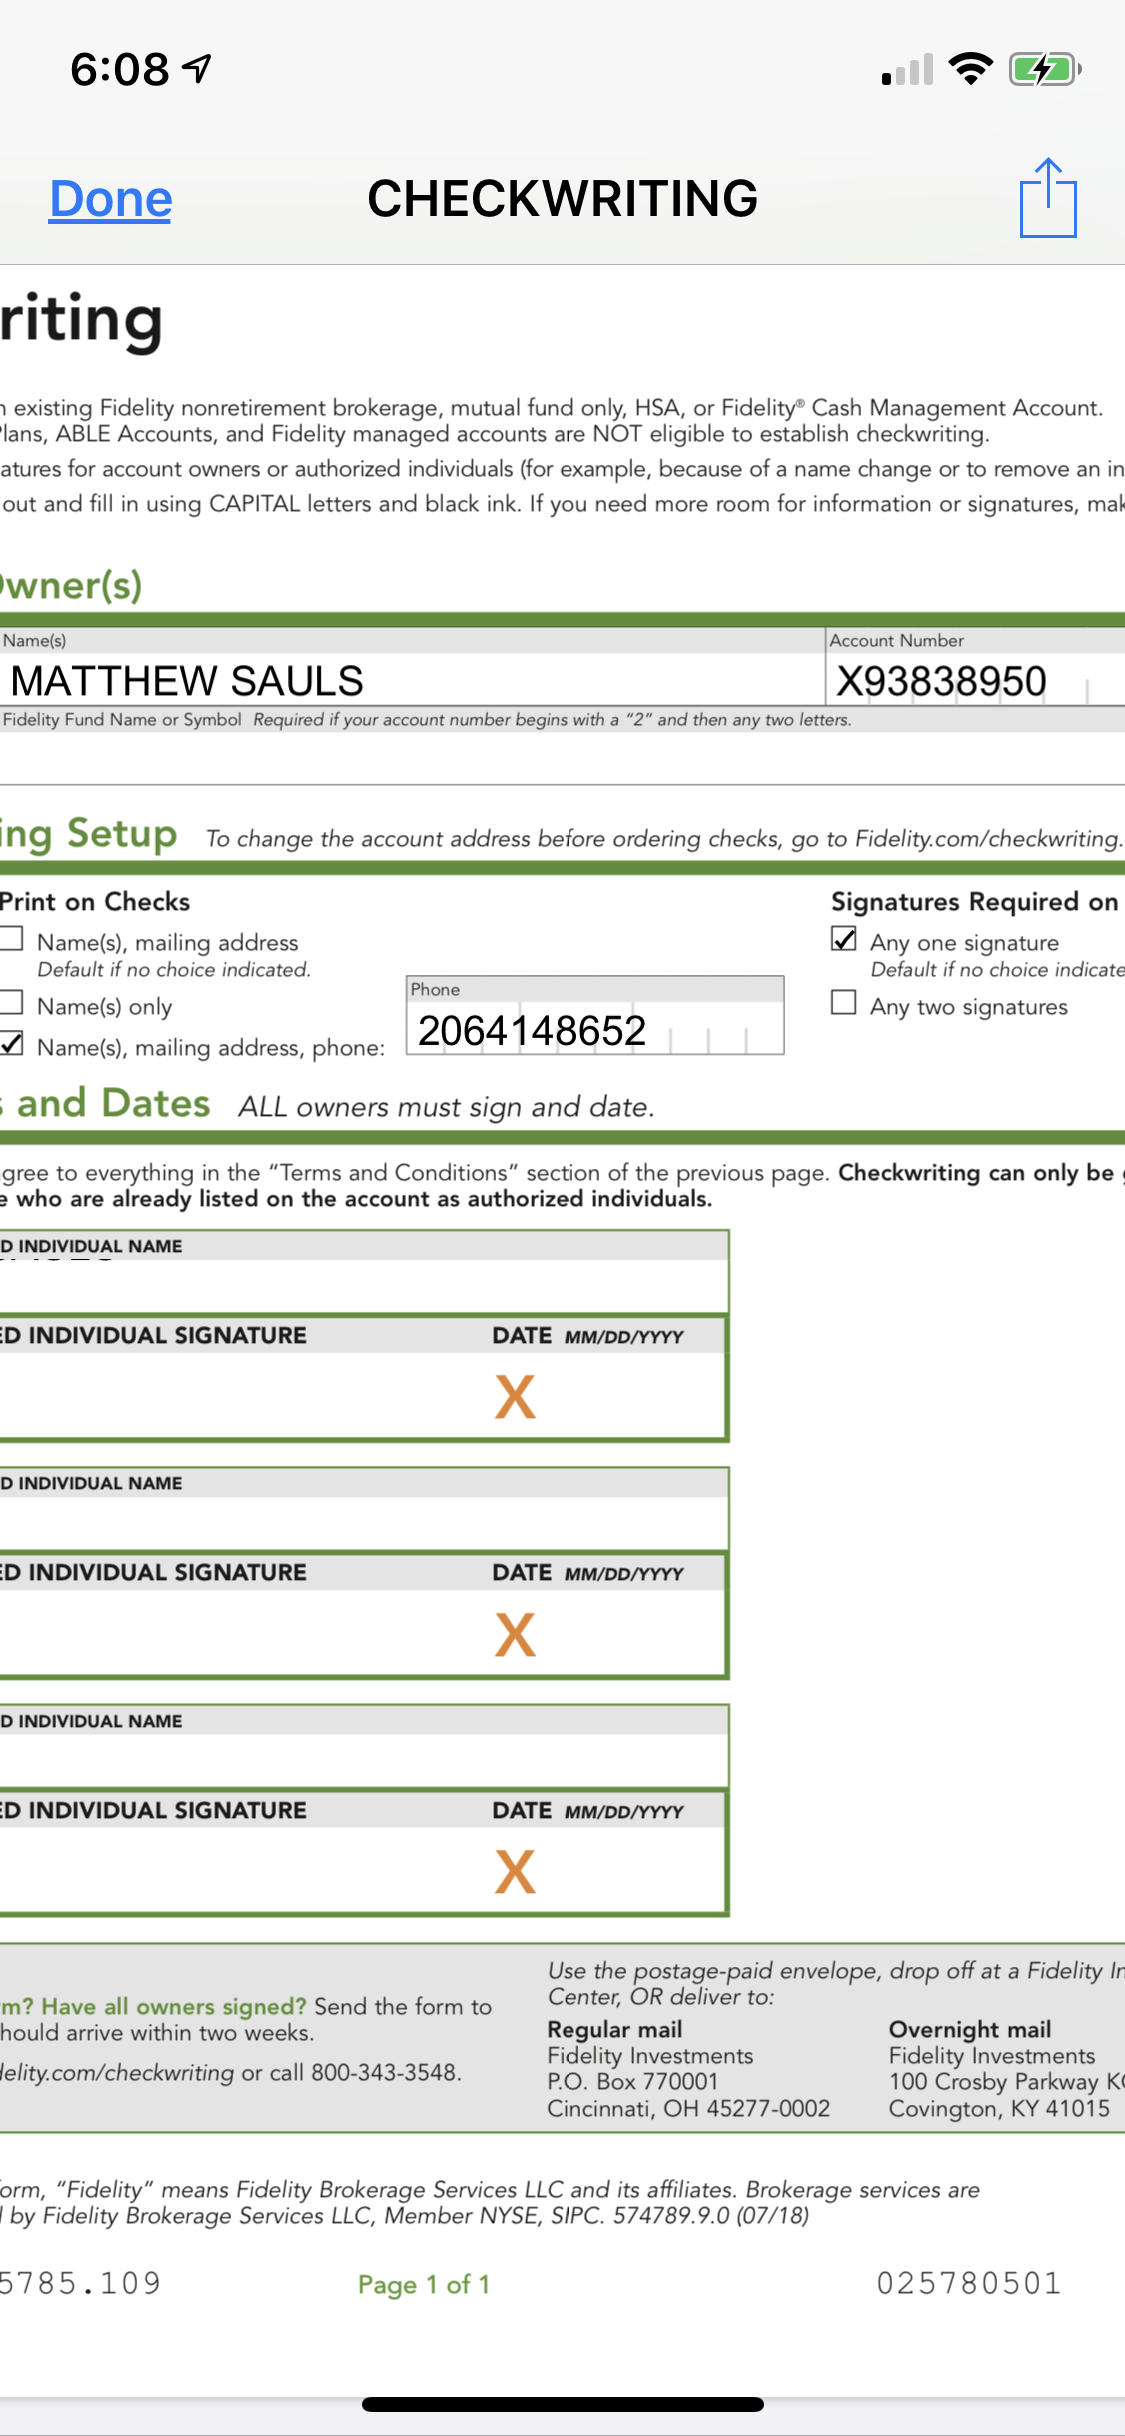 6:08
Done CHECKWRITING
riting
existing Fidelity nonretirement brokerage, mutual fund only, HSA, or Fidelity® Cash Management Account.
Plans, ABLE Accounts, and Fidelity managed accounts are NOT eligible to establish checkwriting.
atures for account owners or authorized individuals (for example, because of a name change or to remove an in
out and fill in using CAPITAL letters and black ink. If you need more room for information or signatures, mak
Owner(s)
Name(s) Account Number
MATTHEW SAULS X93838950
Fidelity Fund Name or Symbol Required if your account number begins with a “2” and then any two letters.
ing Setup To change the account address before ordering checks, go to Fidelity.com/checkwriting.
Print on Checks
Name(s), mailing address
Default if no choice indicated.
Name(s) only
Name(s), mailing address, phone:
Phone
2064148652
Signatures Required on
Any one signature
Default if no choice indicate
Any two signatures
s and Dates ALL owners must sign and date.
gree to everything in the “Terms and Conditions” section of the previous page. Checkwriting can only be
e who are already listed on the account as authorized individuals.
D INDIVIDUAL NAME
ED INDIVIDUAL SIGNATURE DATE MM/DD/YYYY
X
D INDIVIDUAL NAME
ED INDIVIDUAL SIGNATURE DATE MM/DD/YYYY
X
D INDIVIDUAL NAME
ED INDIVIDUAL SIGNATURE DATE MM/DD/YYYY
X
rm? Have all owners signed? Send the form to
hould arrive within two weeks.
delity.com/checkwriting or call 800-343-3548.
Use the postage-paid envelope, drop off at a Fidelity In
Center, OR deliver to:
Regular mail
Fidelity Investments
P.O. Box 770001
Cincinnati, OH 45277-0002
Overnight mail
Fidelity Investments
100 Crosby Parkway KC
Covington, KY 41015
form, “Fidelity” means Fidelity Brokerage Services LLC and its affiliates. Brokerage services are
by Fidelity Brokerage Services LLC, Member NYSE, SIPC. 574789.9.0 (07/18)
5785.109 Page 1 of 1 025780501